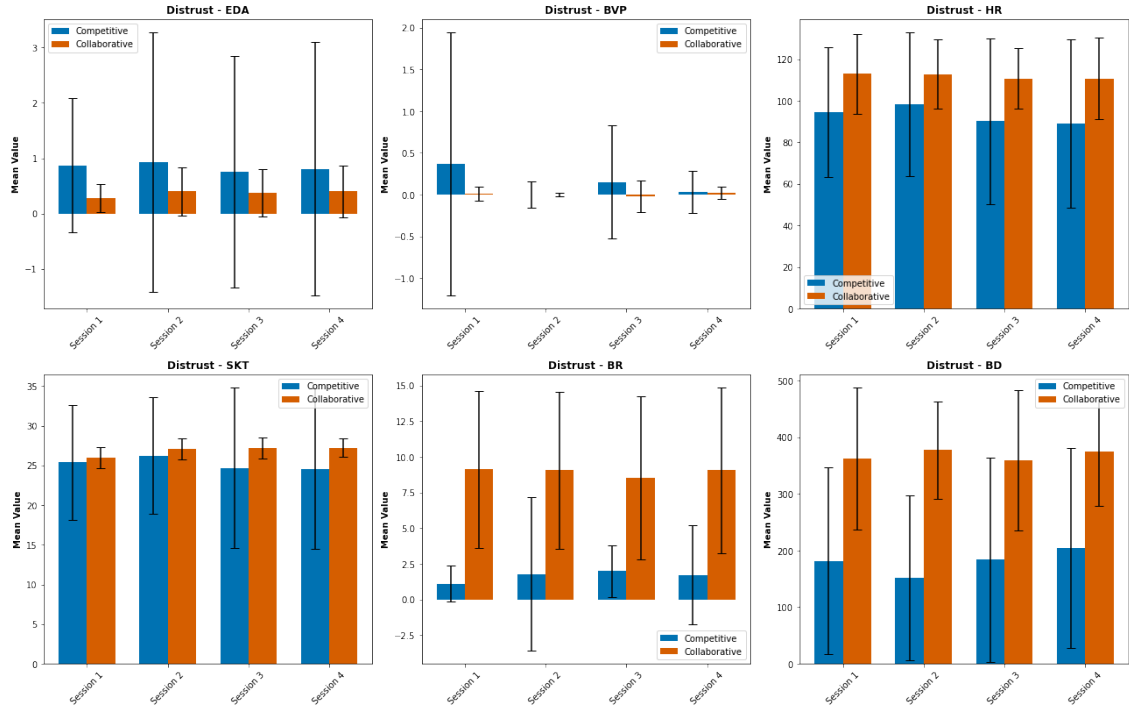 Distrust - EDA
Mean Value
3
2
1
0
−1
Competitive
Collaborative
Session 1
Session 2
Session 3
Session 4
Distrust - BVP
Mean Value
2.0
1.5
1.0
0.5
0.0
−0.5
−1.0
Competitive
Collaborative
Session 1
Session 2
Session 3
Session 4
Distrust - HR
Mean Value
120
100
80
60
40
20
0
Competitive
Collaborative
Session 1
Session 2
Session 3
Session 4
Distrust - SKT
Mean Value
35
30
25
20
15
10
5
0
Competitive
Collaborative
Session 1
Session 2
Session 3
Session 4
Distrust - BR
Mean Value
15.0
12.5
10.0
7.5
5.0
2.5
0.0
−2.5
Competitive
Collaborative
Session 1
Session 2
Session 3
Session 4
Distrust - BD
Mean Value
500
400
300
200
100
0
Competitive
Collaborative
Session 1
Session 2
Session 3
Session 4